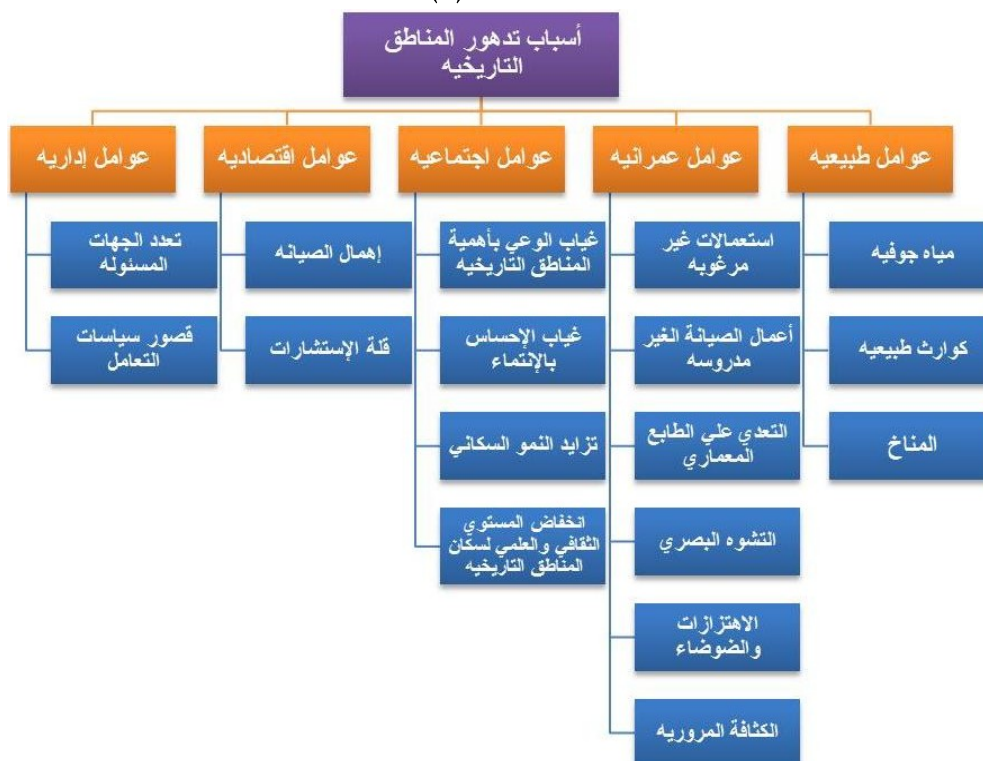 أسباب تدهور المناطق
التاريخيه
عوامل طبيعيه
مياه جوفيه
كوارث طبيعيه
المناخ
عوامل عمرانيه
استعمالات غير
مرغوبه
أعمال الصيانة الغير
مدروسه
التعدي علي الطابع
المعماري
التشوه البصري
الاهتزازات
والضوضاء
الكثافة المروريه
عوامل اجتماعيه
غياب الوعي بأهمية
المناطق التاريخيه
غياب الإحساس
بالإنتماء
تزايد النمو السكاني
انخفاض المستوي
الثقافي والعلمي لسكان
المناطق التاريخيه
عوامل اقتصاديه
إهمال الصيانه
قلة الإستشارات
عوامل إداريه
تعدد الجهات
المسئوله
قصور سياسات
التعامل